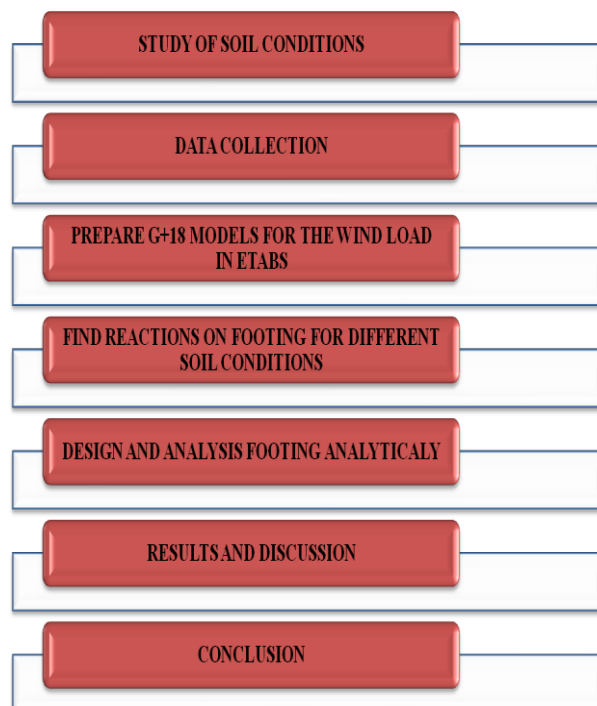 STUDY OF SOIL CONDITIONS
DATA COLLECTION
PREPARE G+18 MODELS FOR THE WIND LOAD
IN ETABS
FIND REACTIONS ON FOOTING FOR DIFFERENT
SOIL CONDITIONS
DESIGN AND ANALYSIS FOOTING ANALYTICALY
RESULTS AND DISCUSSION
CONCLUSION